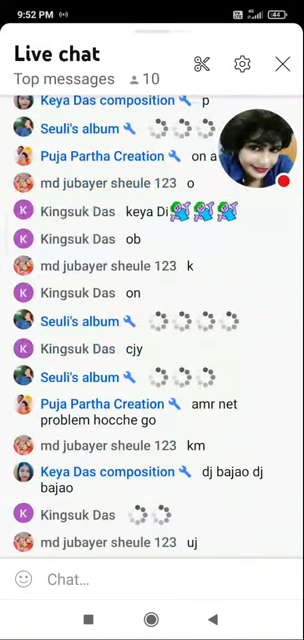 9:52 PM
44
Live chat
Top messages 10
Keya Das composition p
Seuli's album
Puja Partha Creation on a
md jubayer sheule 123 o
K Kingsuk Das keya Di
K Kingsuk Das ob
md jubayer sheule 123 k
K Kingsuk Das on
Seuli's album
K Kingsuk Das cjy
Seuli's album
Puja Partha Creation amr net
problem hocche go
md jubayer sheule 123 km
Keya Das composition dj bajao dj
bajao
K Kingsuk Das
md jubayer sheule 123 uj
Chat...